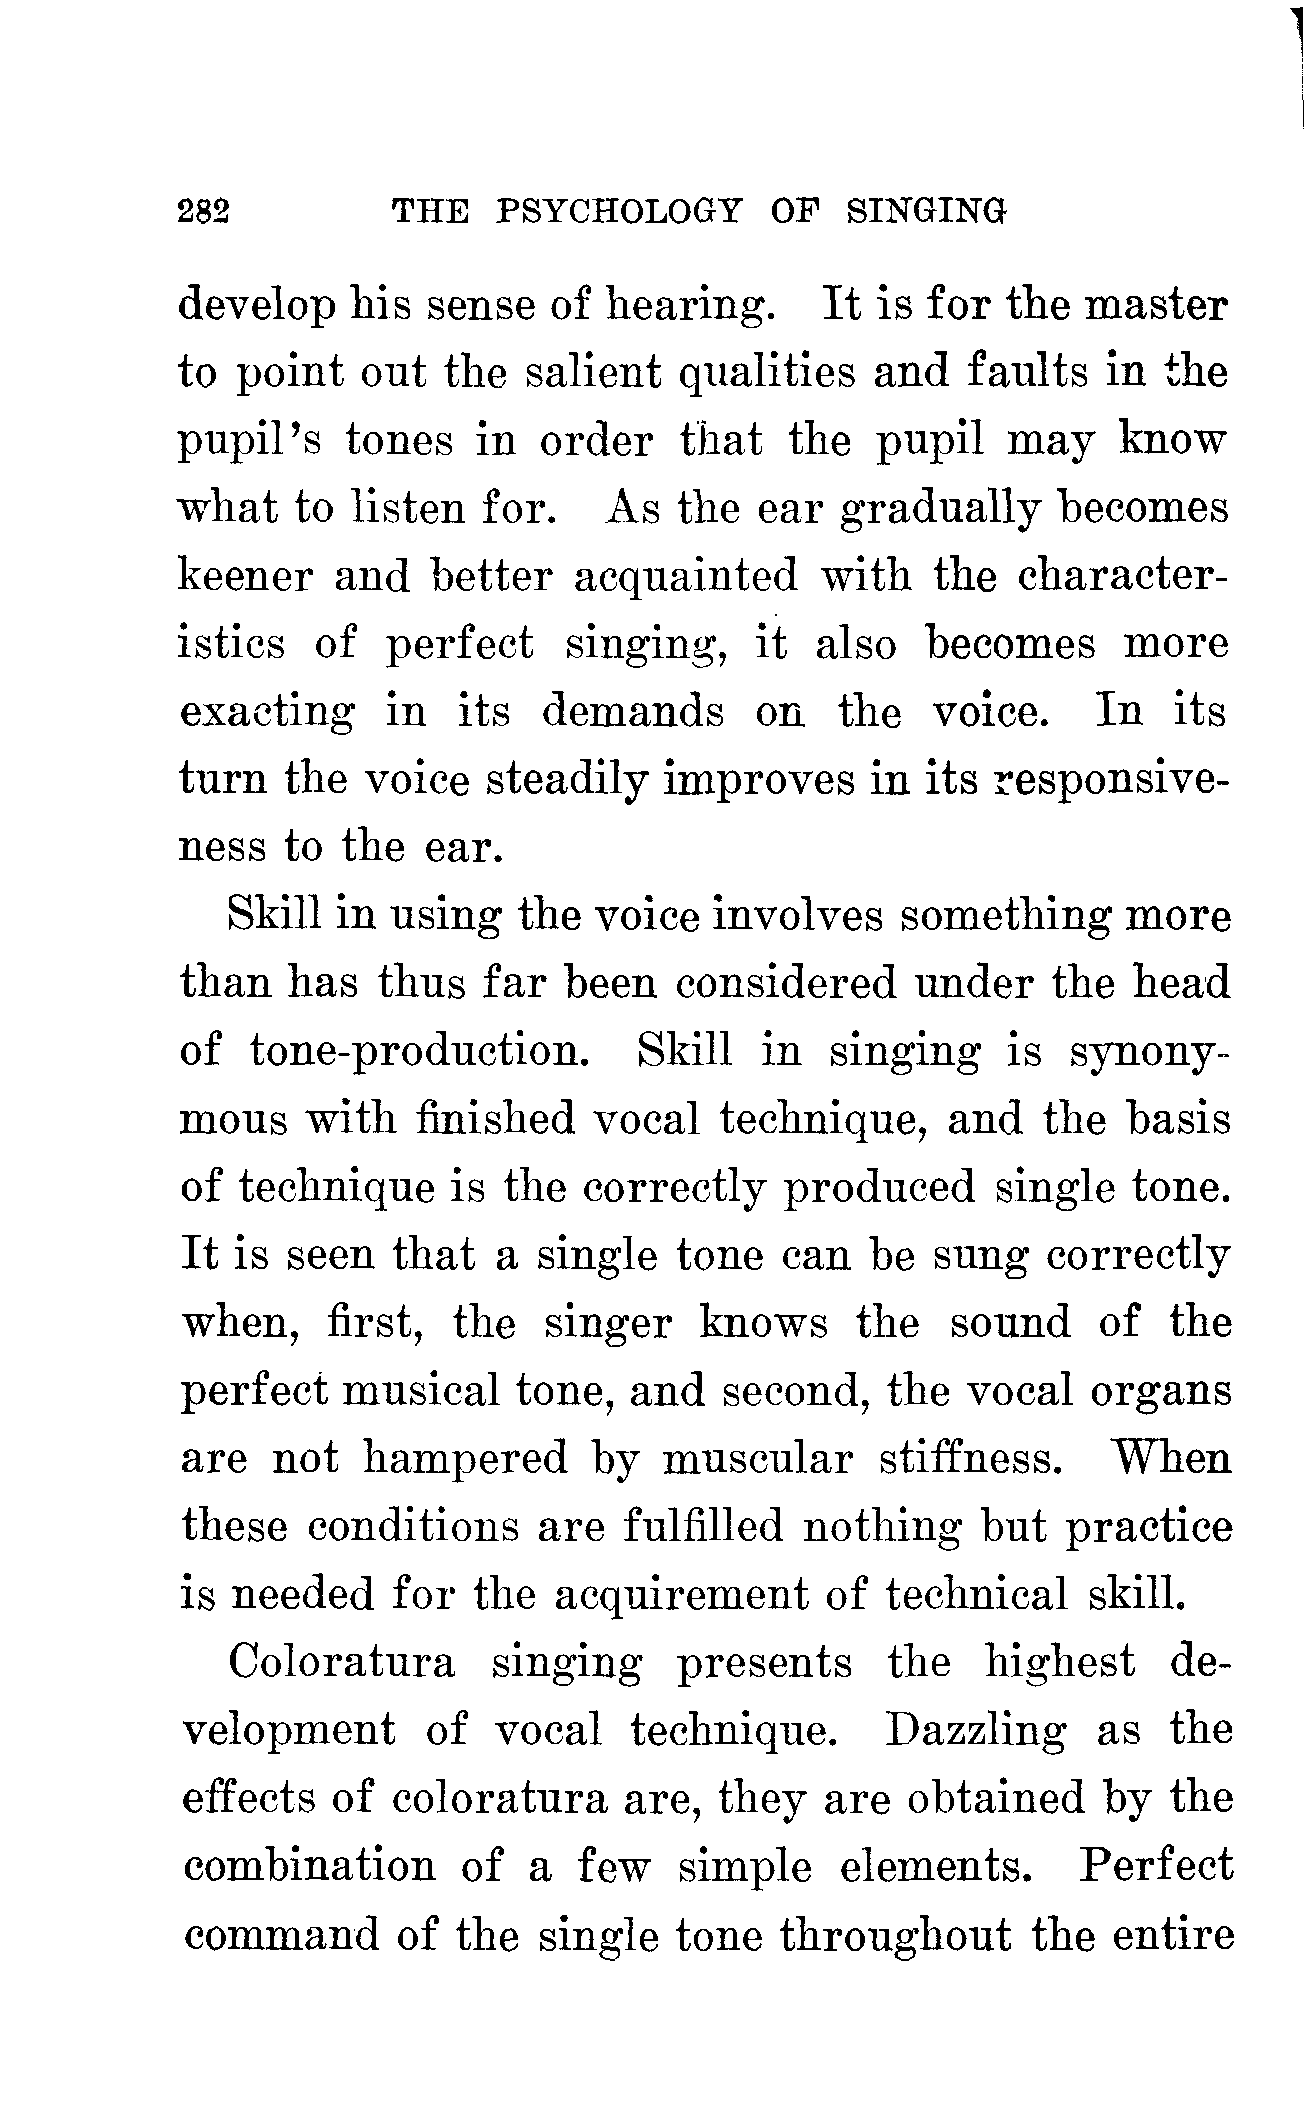 282 THE PSYCHOLOGY OF SINGING
develop his sense of hearing. It is for the master
to point out the salient qualities and faults in the
pupil's tones in order that the pupil may know
what to listen for. As the ear gradually becomes
keener and better acquainted with the character-
istics of perfect singing, it also becomes more
exacting in its demands on the voice. In its
turn the voice steadily improves in its responsive-
ness to the ear.
Skill in using the voice involves something more
than has thus far been considered under the head
of tone-production. Skill in singing is synony-
mous with finished vocal technique, and the basis
of technique is the correctly produced single tone.
It is seen that a single tone can be sung correctly
when, first, the singer knows the sound of the
perfect musical tone, and second, the vocal organs
are not hampered by muscular stiffness. When
these conditions are fulfilled nothing but practice
is needed for the acquirement of technical skill.
Coloratura singing presents the highest de-
velopment of vocal technique. Dazzling as the
effects of coloratura are, they are obtained by the
combination of a few simple elements. Perfect
command of the single tone throughout the entire